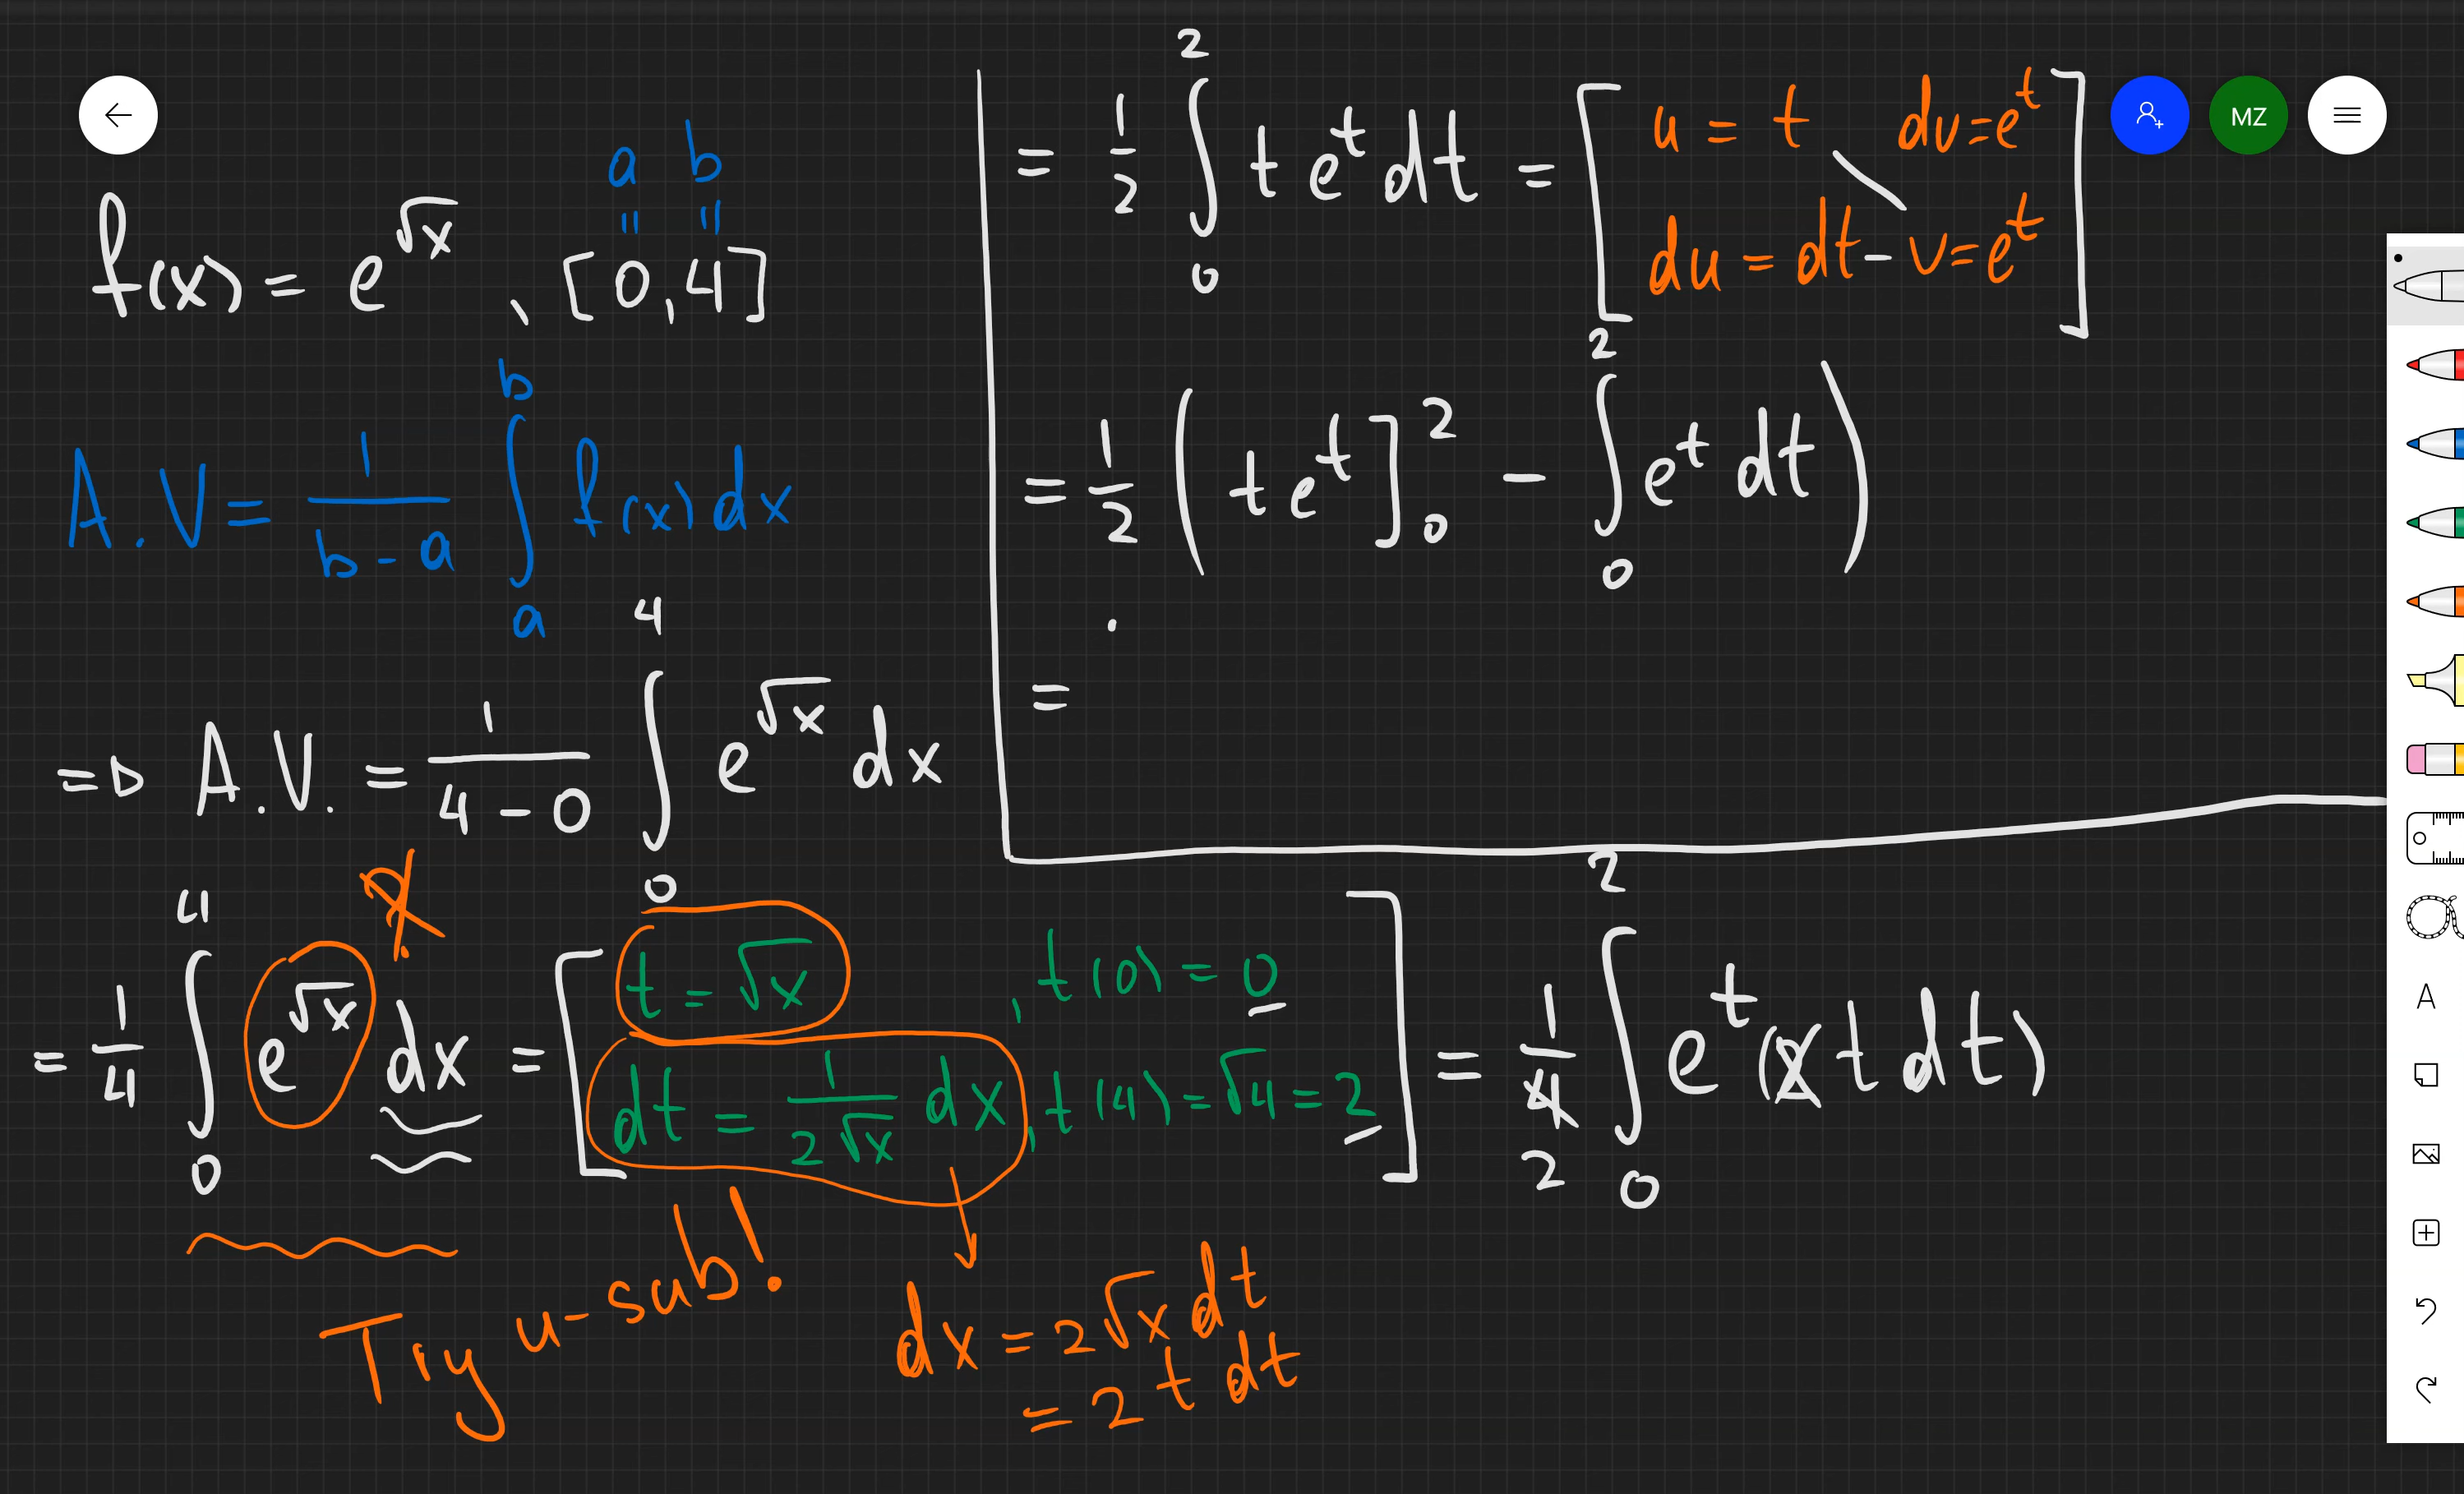 f(x) = e^√x , [0, 4]
a b
= =
A.V = 1/(b-a) ∫_a^b f(x) dx
=> A.V. = 1/(4-0) ∫_0^4 e^√x dx
= 1/4 ∫_0^4 e^√x dx = [ t = √x , t(0) = 0
dt = 1/(2√x) dx , t(4) = √4 = 2 ] = 1/4 2 ∫_0^2 e^t (2 t dt)
Try u-sub!
dx = 2√x dt
= 2 t dt
= 1/2 ∫_0^2 t e^t dt = [ u = t dv = e^t
du = dt - v = e^t ]
= 1/2 ( t e^t ]_0^2 - ∫_0^2 e^t dt )
=
MZ
A